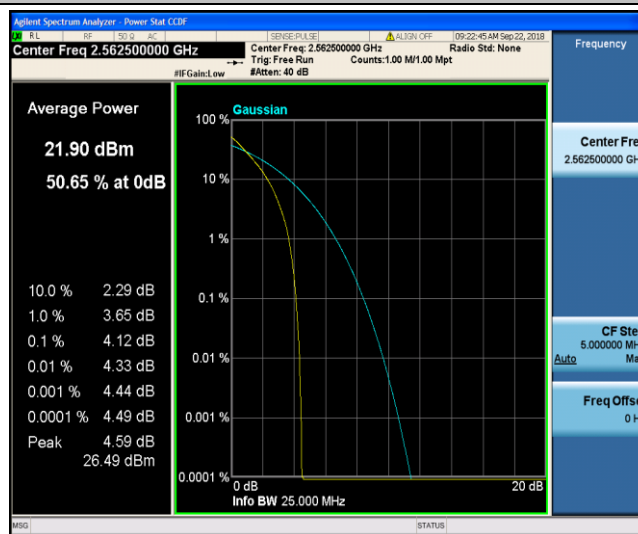 Agilent Spectrum Analyzer - Power Stat CCDF
RL RF 50 Ω AC SENSE:PULSE ALIGN OFF 09:22:45 AM Sep 22, 2018
Center Freq 2.562500000 GHz
Center Freq: 2.562500000 GHz Radio Std: None
Trig: Free Run Counts:1.00 M/1.00 Mpt
#IFGain:Low #Atten: 40 dB
Frequency
Average Power
21.90 dBm
50.65 % at 0dB
10.0 % 2.29 dB
1.0 % 3.65 dB
0.1 % 4.12 dB
0.01 % 4.33 dB
0.001 % 4.44 dB
0.0001 % 4.49 dB
Peak 4.59 dB
26.49 dBm
Gaussian
100 %
10 %
1 %
0.1 %
0.01 %
0.001 %
0.0001 %
0 dB 20 dB
Info BW 25.000 MHz
Center Fre
2.562500000 GH
CF Ste
5.000000 MH
Auto Ma
Freq Offse
0 H
MSG STATUS